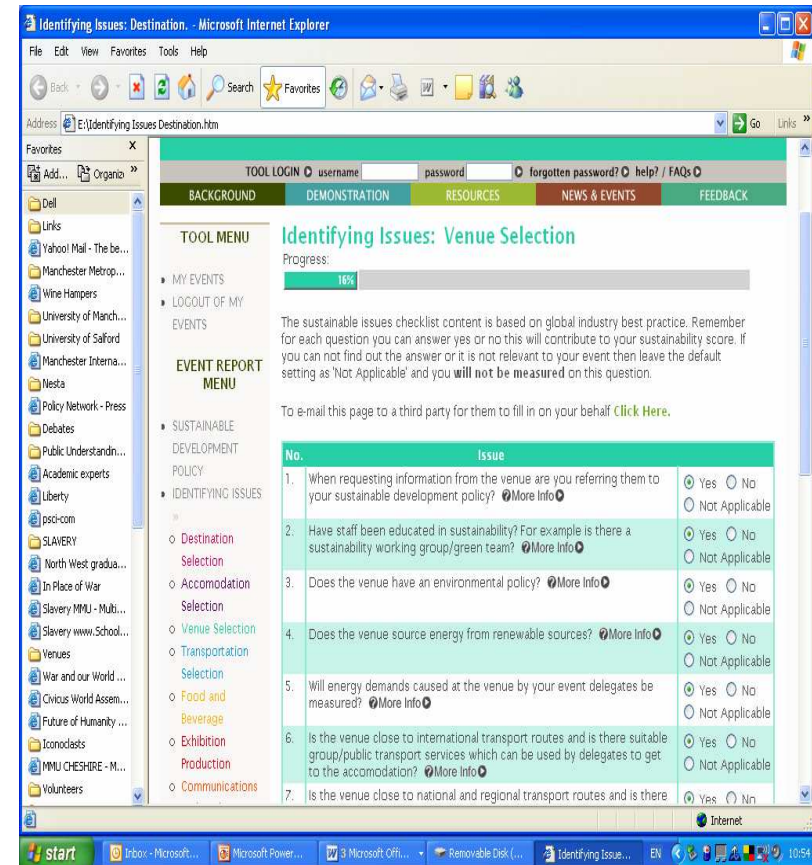 Identifying Issues: Destination. - Microsoft Internet Explorer
File Edit View Favorites Tools Help
Back Search Favorites
Address E:\Identifying Issues Destination.htm Go Links »
Favorites X
Add... Organiz »
Dell
Links
Yahoo! Mail - The be...
Manchester Metrop...
Wine Hampers
University of Manch...
University of Salford
Manchester Interna...
Nesta
Policy Network - Press
Debates
Public Understandin...
Academic experts
Liberty
psci-com
SLAVERY
North West gradua...
In Place of War
Slavery MMU - Multi...
Slavery www.School...
Venues
War and our World ...
Civicus World Assem...
Future of Humanity ...
Iconoclasts
MMU CHESHIRE - M...
Volunteers
TOOL LOGIN username password forgotten password? help? / FAQs
BACKGROUND DEMONSTRATION RESOURCES NEWS & EVENTS FEEDBACK
TOOL MENU
MY EVENTS
LOGOUT OF MY
EVENTS
EVENT REPORT
MENU
SUSTAINABLE
DEVELOPMENT
POLICY
IDENTIFYING ISSUES
»
Destination
Selection
Accomodation
Selection
Venue Selection
Transportation
Selection
Food and
Beverage
Exhibition
Production
Communications
Identifying Issues: Venue Selection
Progress:
16%
The sustainable issues checklist content is based on global industry best practice. Remember
for each question you can answer yes or no this will contribute to your sustainability score. If
you can not find out the answer or it is not relevant to your event then leave the default
setting as 'Not Applicable' and you will not be measured on this question.
To e-mail this page to a third party for them to fill in on your behalf Click Here.
No. Issue
1. When requesting information from the venue are you referring them to
your sustainable development policy? More Info
Yes No
Not Applicable
2. Have staff been educated in sustainability? For example is there a
sustainability working group/green team? More Info
Yes No
Not Applicable
3. Does the venue have an environmental policy? More Info
Yes No
Not Applicable
4. Does the venue source energy from renewable sources? More Info
Yes No
Not Applicable
5. Will energy demands caused at the venue by your event delegates be
measured? More Info
Yes No
Not Applicable
6. Is the venue close to international transport routes and is there suitable
group/public transport services which can be used by delegates to get
to the accomodation? More Info
Yes No
Not Applicable
7. Is the venue close to national and regional transport routes and is there
Yes No
Internet
start Inbox - Microsoft... Microsoft Power... 3 Microsoft Offi... Removable Disk (... Identifying Issue... EN